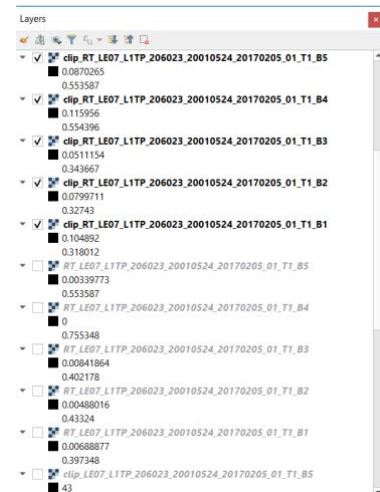 Layers
clip_RT_LE07_L1TP_206023_20010524_20170205_01_T1_B5
0.0870265
0.553587
clip_RT_LE07_L1TP_206023_20010524_20170205_01_T1_B4
0.115956
0.554396
clip_RT_LE07_L1TP_206023_20010524_20170205_01_T1_B3
0.0511154
0.343667
clip_RT_LE07_L1TP_206023_20010524_20170205_01_T1_B2
0.0799711
0.32743
clip_RT_LE07_L1TP_206023_20010524_20170205_01_T1_B1
0.104892
0.318012
RT_LE07_L1TP_206023_20010524_20170205_01_T1_B5
0.00339773
0.553587
RT_LE07_L1TP_206023_20010524_20170205_01_T1_B4
0
0.755348
RT_LE07_L1TP_206023_20010524_20170205_01_T1_B3
0.00841864
0.402178
RT_LE07_L1TP_206023_20010524_20170205_01_T1_B2
0.00488016
0.43324
RT_LE07_L1TP_206023_20010524_20170205_01_T1_B1
0.00688877
0.397348
clip_LE07_L1TP_206023_20010524_20170205_01_T1_B5
43